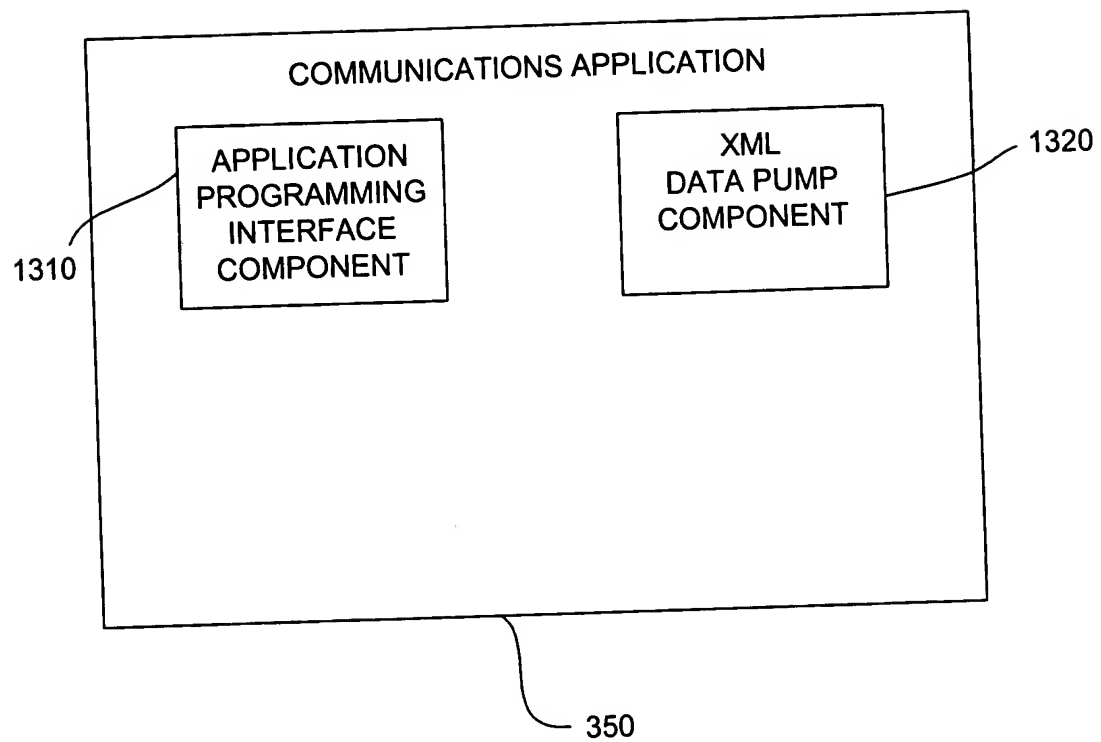 COMMUNICATIONS APPLICATION
APPLICATION
PROGRAMMING
INTERFACE
COMPONENT
XML
DATA PUMP
COMPONENT
1310
1320
350